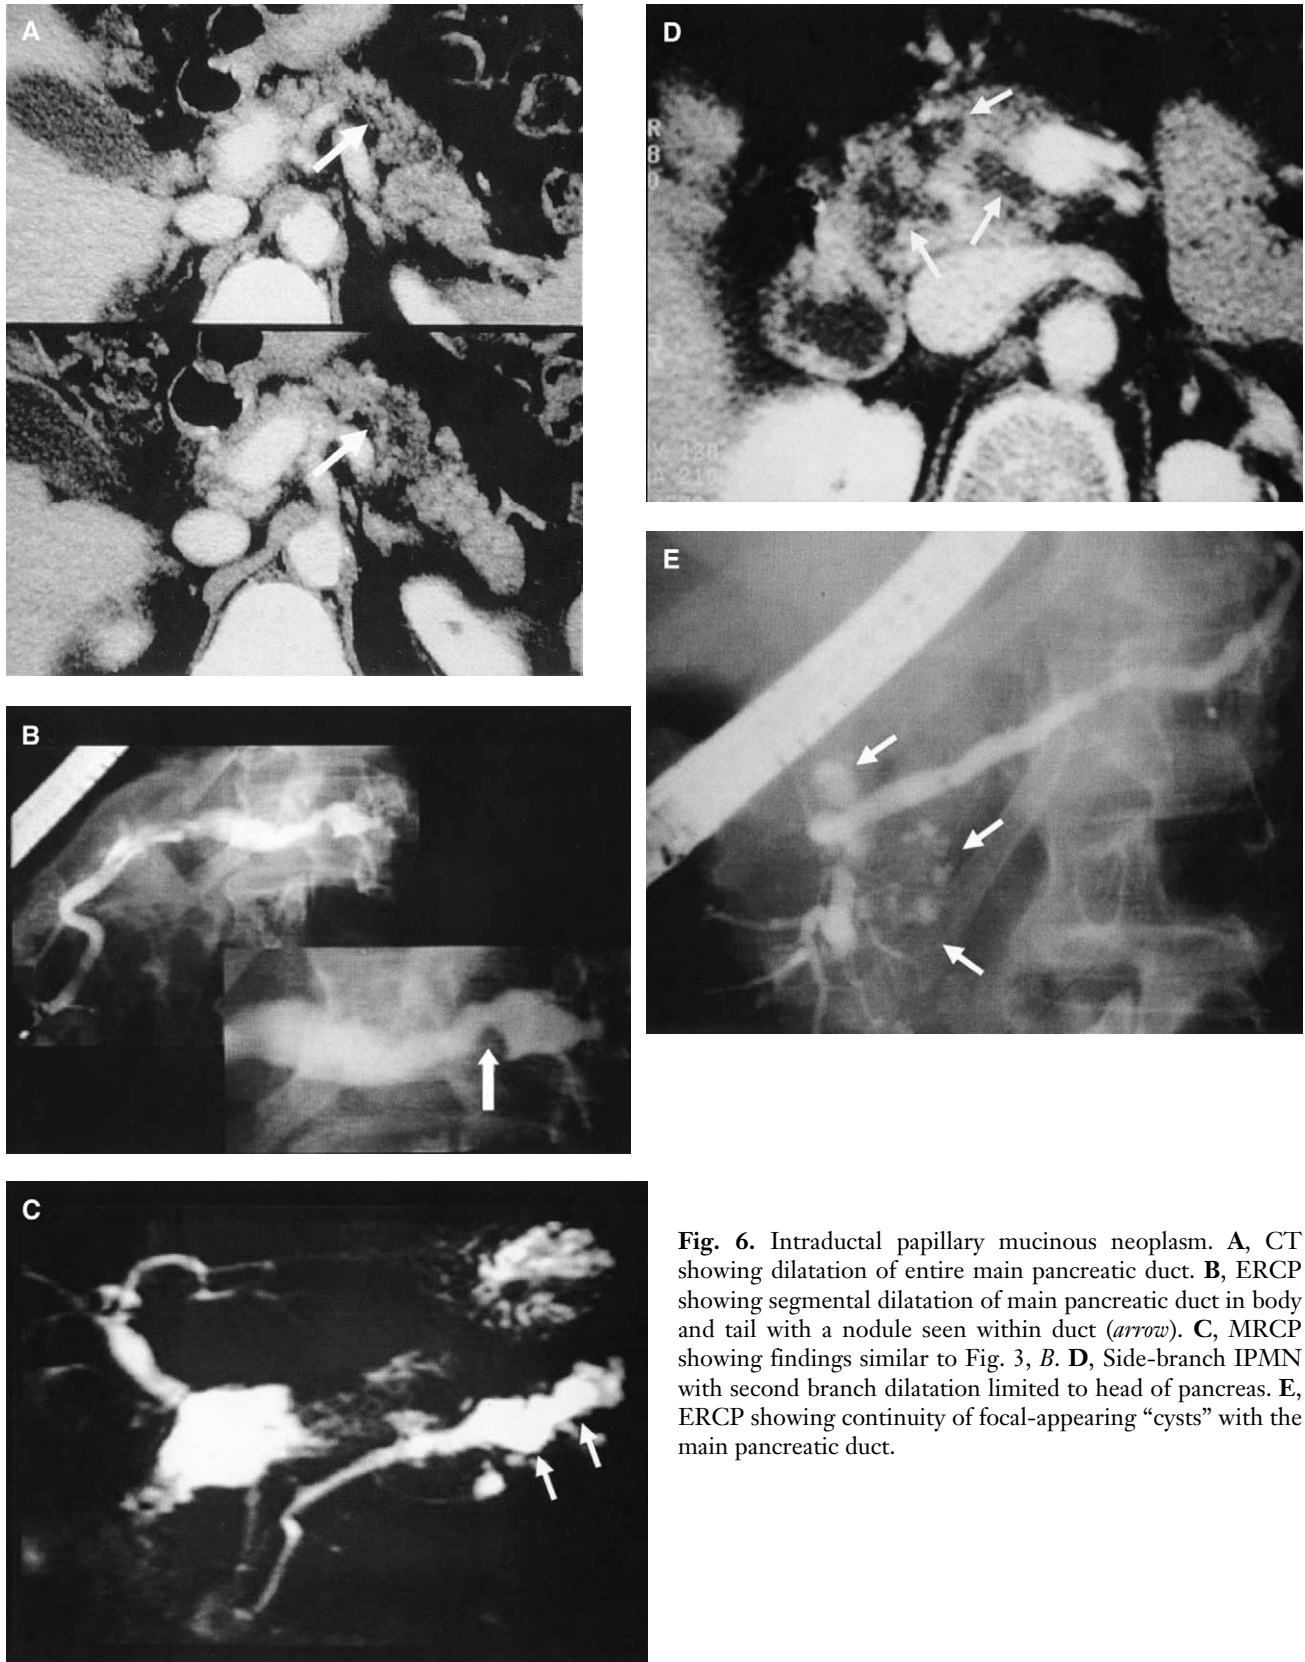 A
D
R
8
0
V 130
A 210
B
E
C
Fig. 6. Intraductal papillary mucinous neoplasm. A, CT
showing dilatation of entire main pancreatic duct. B, ERCP
showing segmental dilatation of main pancreatic duct in body
and tail with a nodule seen within duct (arrow). C, MRCP
showing findings similar to Fig. 3, B. D, Side-branch IPMN
with second branch dilatation limited to head of pancreas. E,
ERCP showing continuity of focal-appearing “cysts” with the
main pancreatic duct.